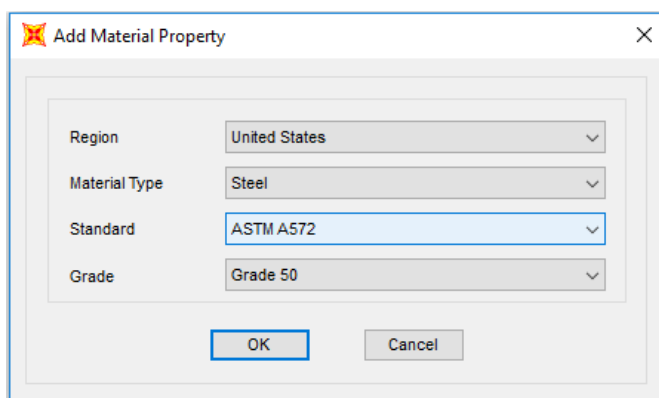 Add Material Property
Region United States
Material Type Steel
Standard ASTM A572
Grade Grade 50
OK Cancel